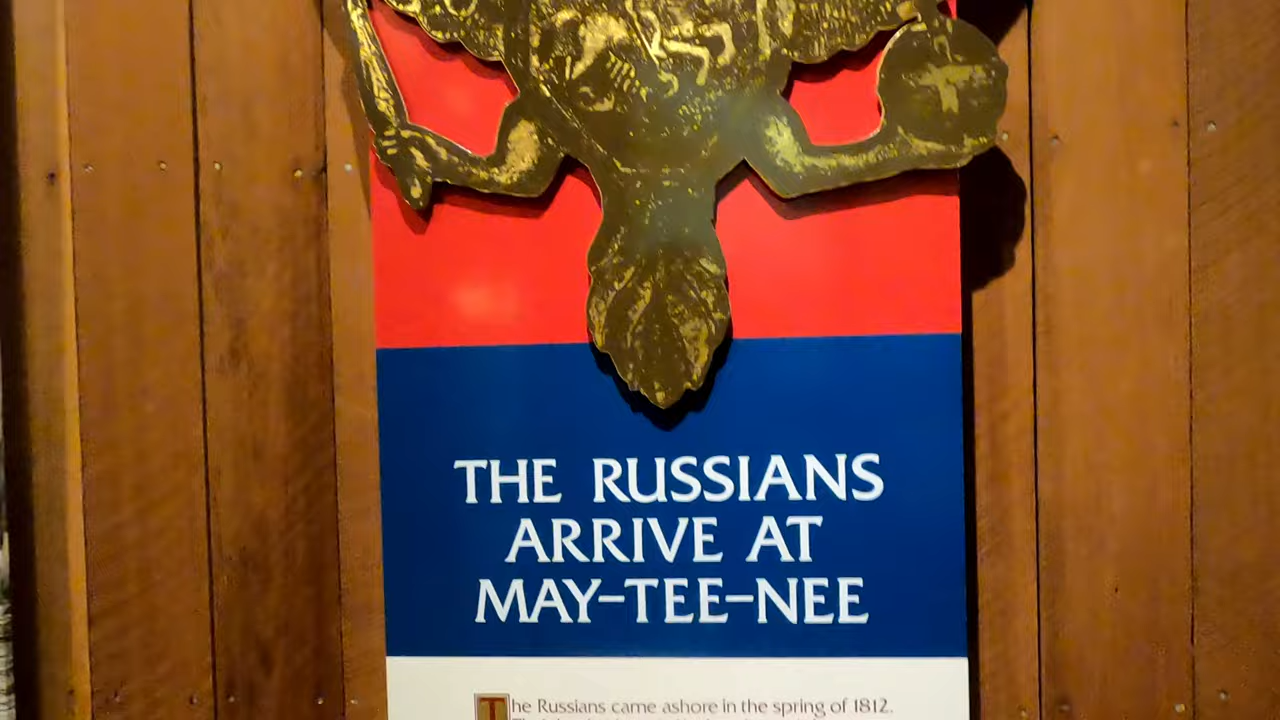 THE RUSSIANS
ARRIVE AT
MAY-TEE-NEE
The Russians came ashore in the spring of 1812.